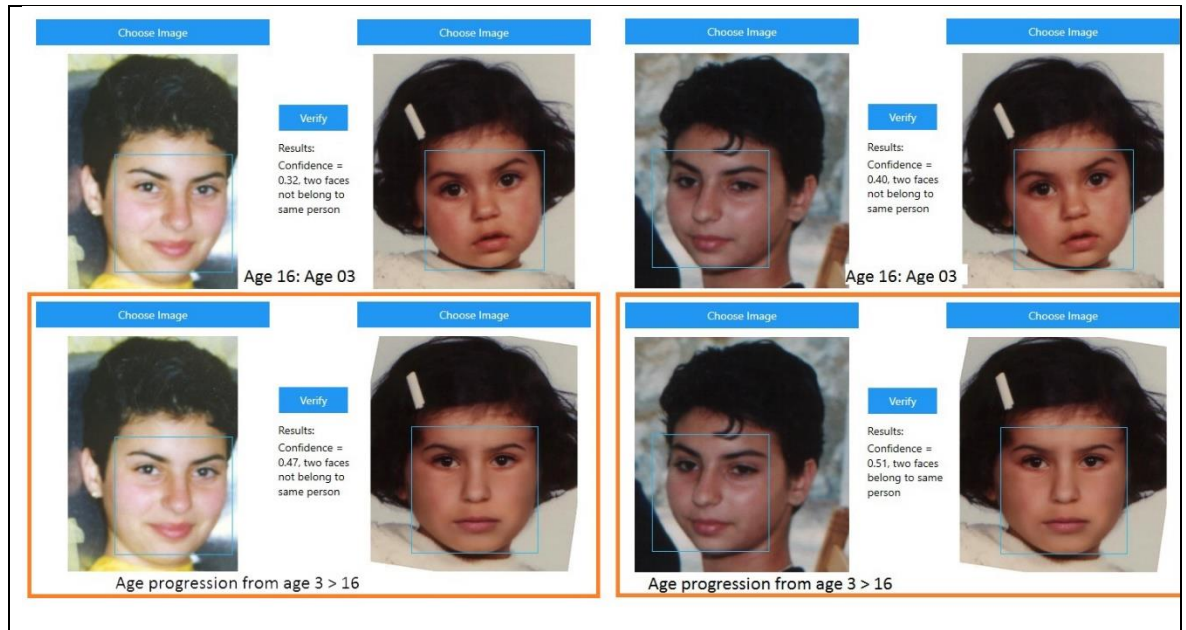 Choose Image
Choose Image
Verify
Results:
Confidence =
0.32, two faces
not belong to
same person
Age 16: Age 03
Choose Image
Choose Image
Verify
Results:
Confidence =
0.40, two faces
not belong to
same person
Age 16: Age 03
Choose Image
Choose Image
Verify
Results:
Confidence =
0.47, two faces
not belong to
same person
Age progression from age 3 > 16
Choose Image
Choose Image
Verify
Results:
Confidence =
0.51, two faces
belong to same
person
Age progression from age 3 > 16